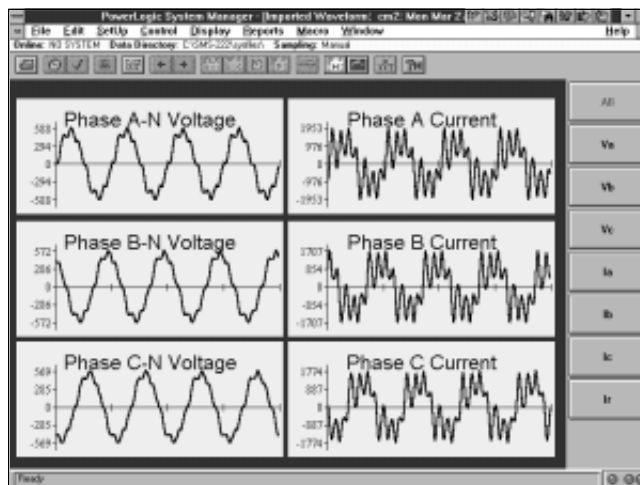 PowerLogic System Manager - [Imported Waveform: cm2: Mon Mar 2
File Edit SetUp Control Display Reports Macro Window Help
Online: NO SYSTEM Data Directory: Sampling: Manual
Phase A-N Voltage
588
294
0
-294
-588
Phase A Current
1953
976
0
-976
-1953
Phase B-N Voltage
572
286
0
-286
-572
Phase B Current
1707
854
0
-854
-1707
Phase C-N Voltage
569
285
0
-285
-569
Phase C Current
1774
887
0
-887
-1774
All
Va
Vb
Vc
Ia
Ib
Ic
Ir
Ready